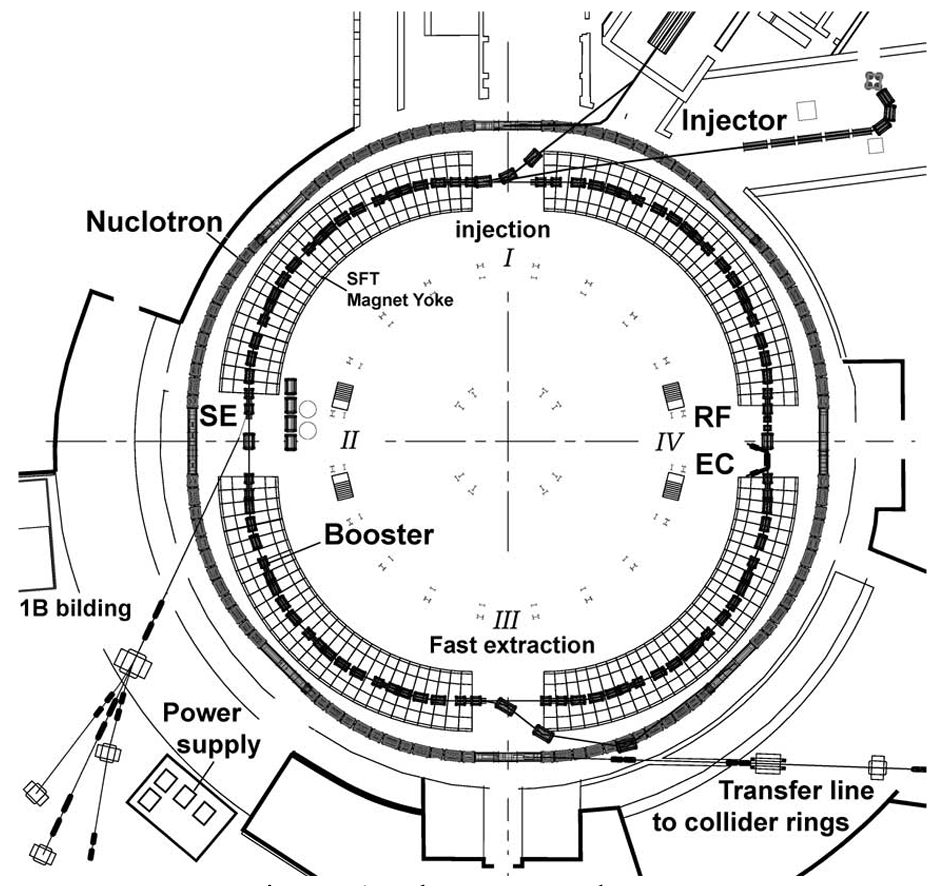 Injector
Nuclotron
injection
I
SFT
Magnet Yoke
SE
II
IV
RF
EC
Booster
1B bilding
III
Fast extraction
Power
supply
Transfer line
to collider rings